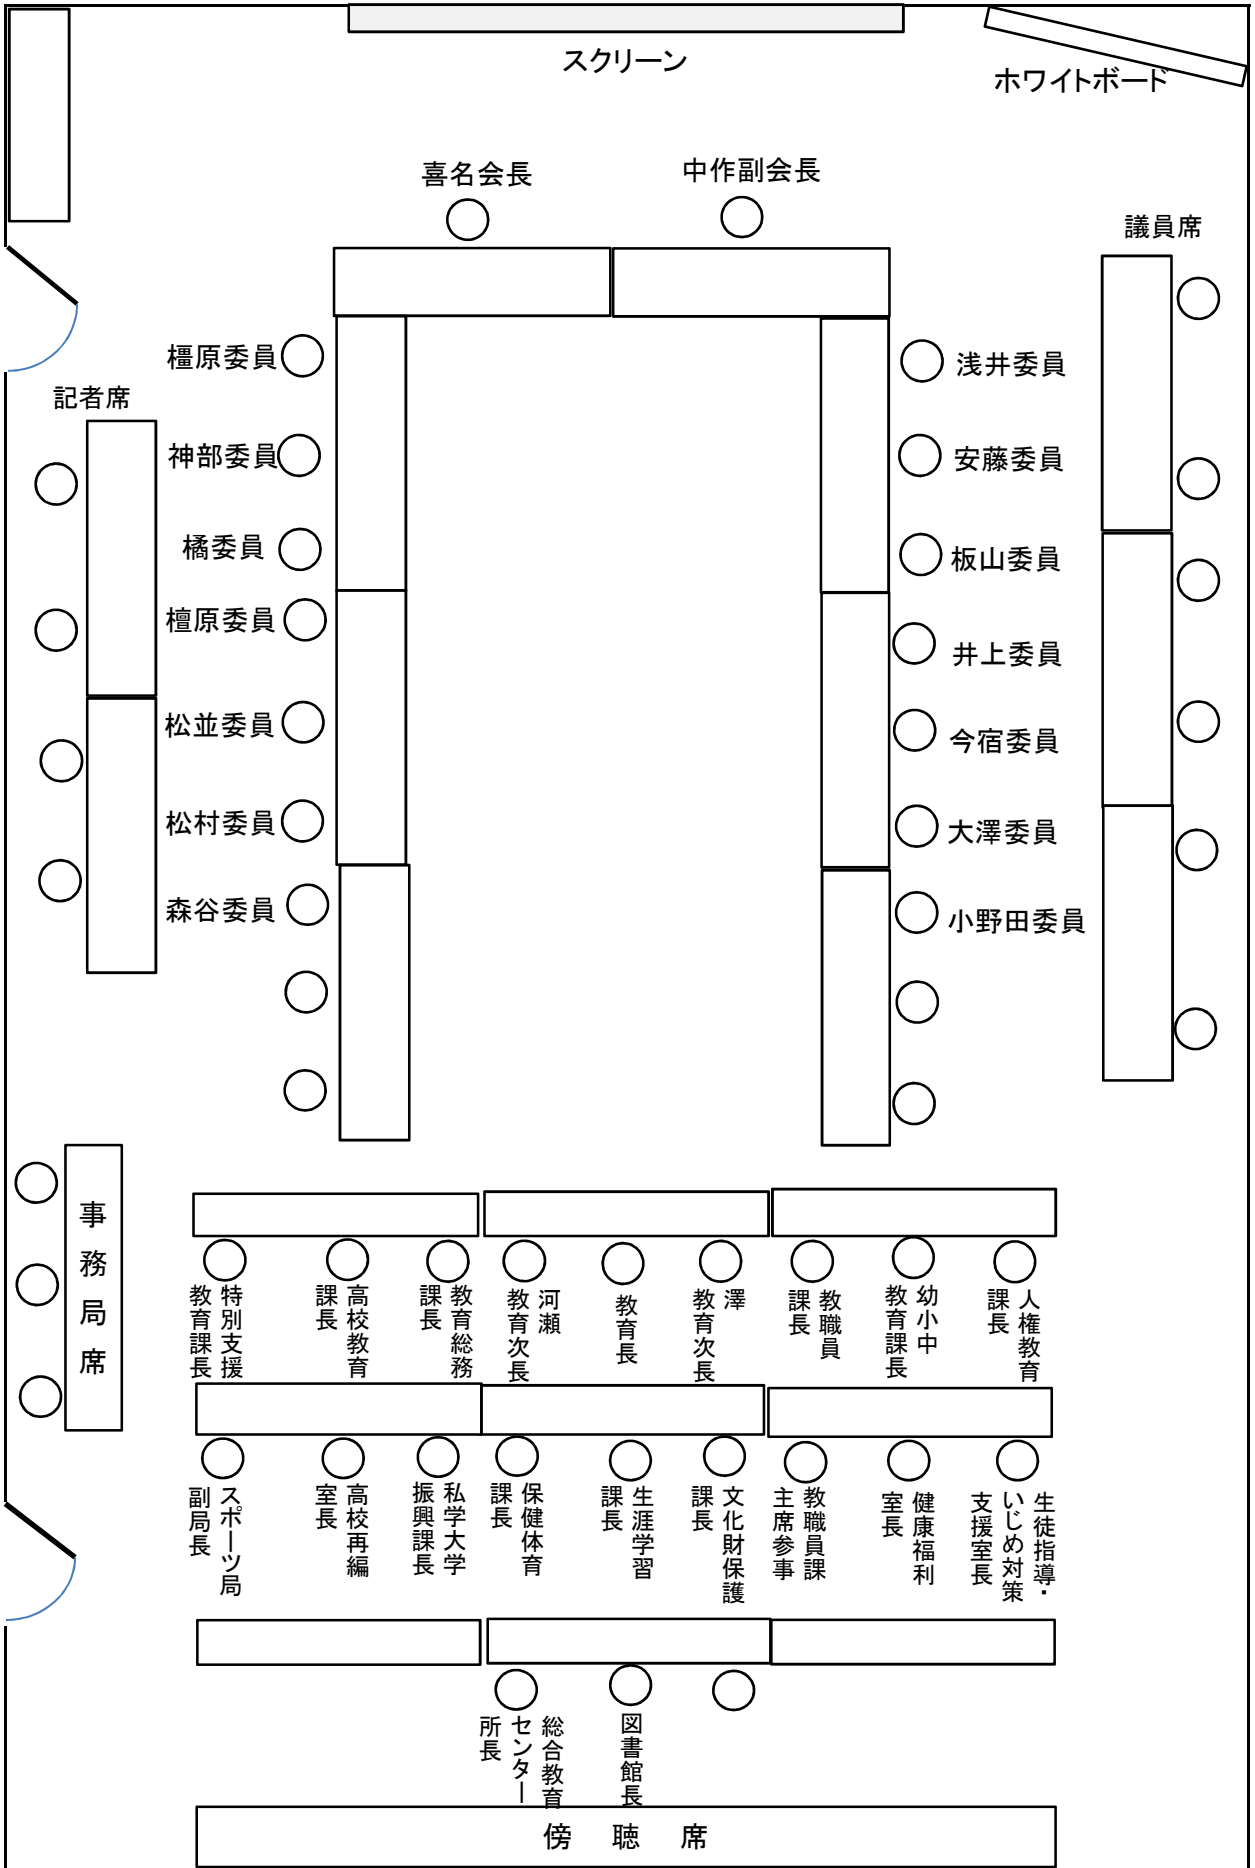 スクリーン
ホワイトボード
喜名会長
中作副会長
議員席
橿原委員
浅井委員
記者席
神部委員
安藤委員
橘委員
板山委員
檀原委員
井上委員
松並委員
今宿委員
松村委員
大澤委員
森谷委員
小野田委員
事務局席
特別支援
教育課長
高校教育
課長
教育総務
課長
河瀬
教育次長
教育長
澤
教育次長
教職員
課長
幼小中
教育課長
人権教育
課長
スポーツ局
副局長
高校再編
室長
私学大学
振興課長
保健体育
課長
生涯学習
課長
文化財保護
課長
教職員課
主席参事
健康福利
室長
生徒指導・
いじめ対策
支援室長
総合教育
センター
所長
図書館長
傍聴席